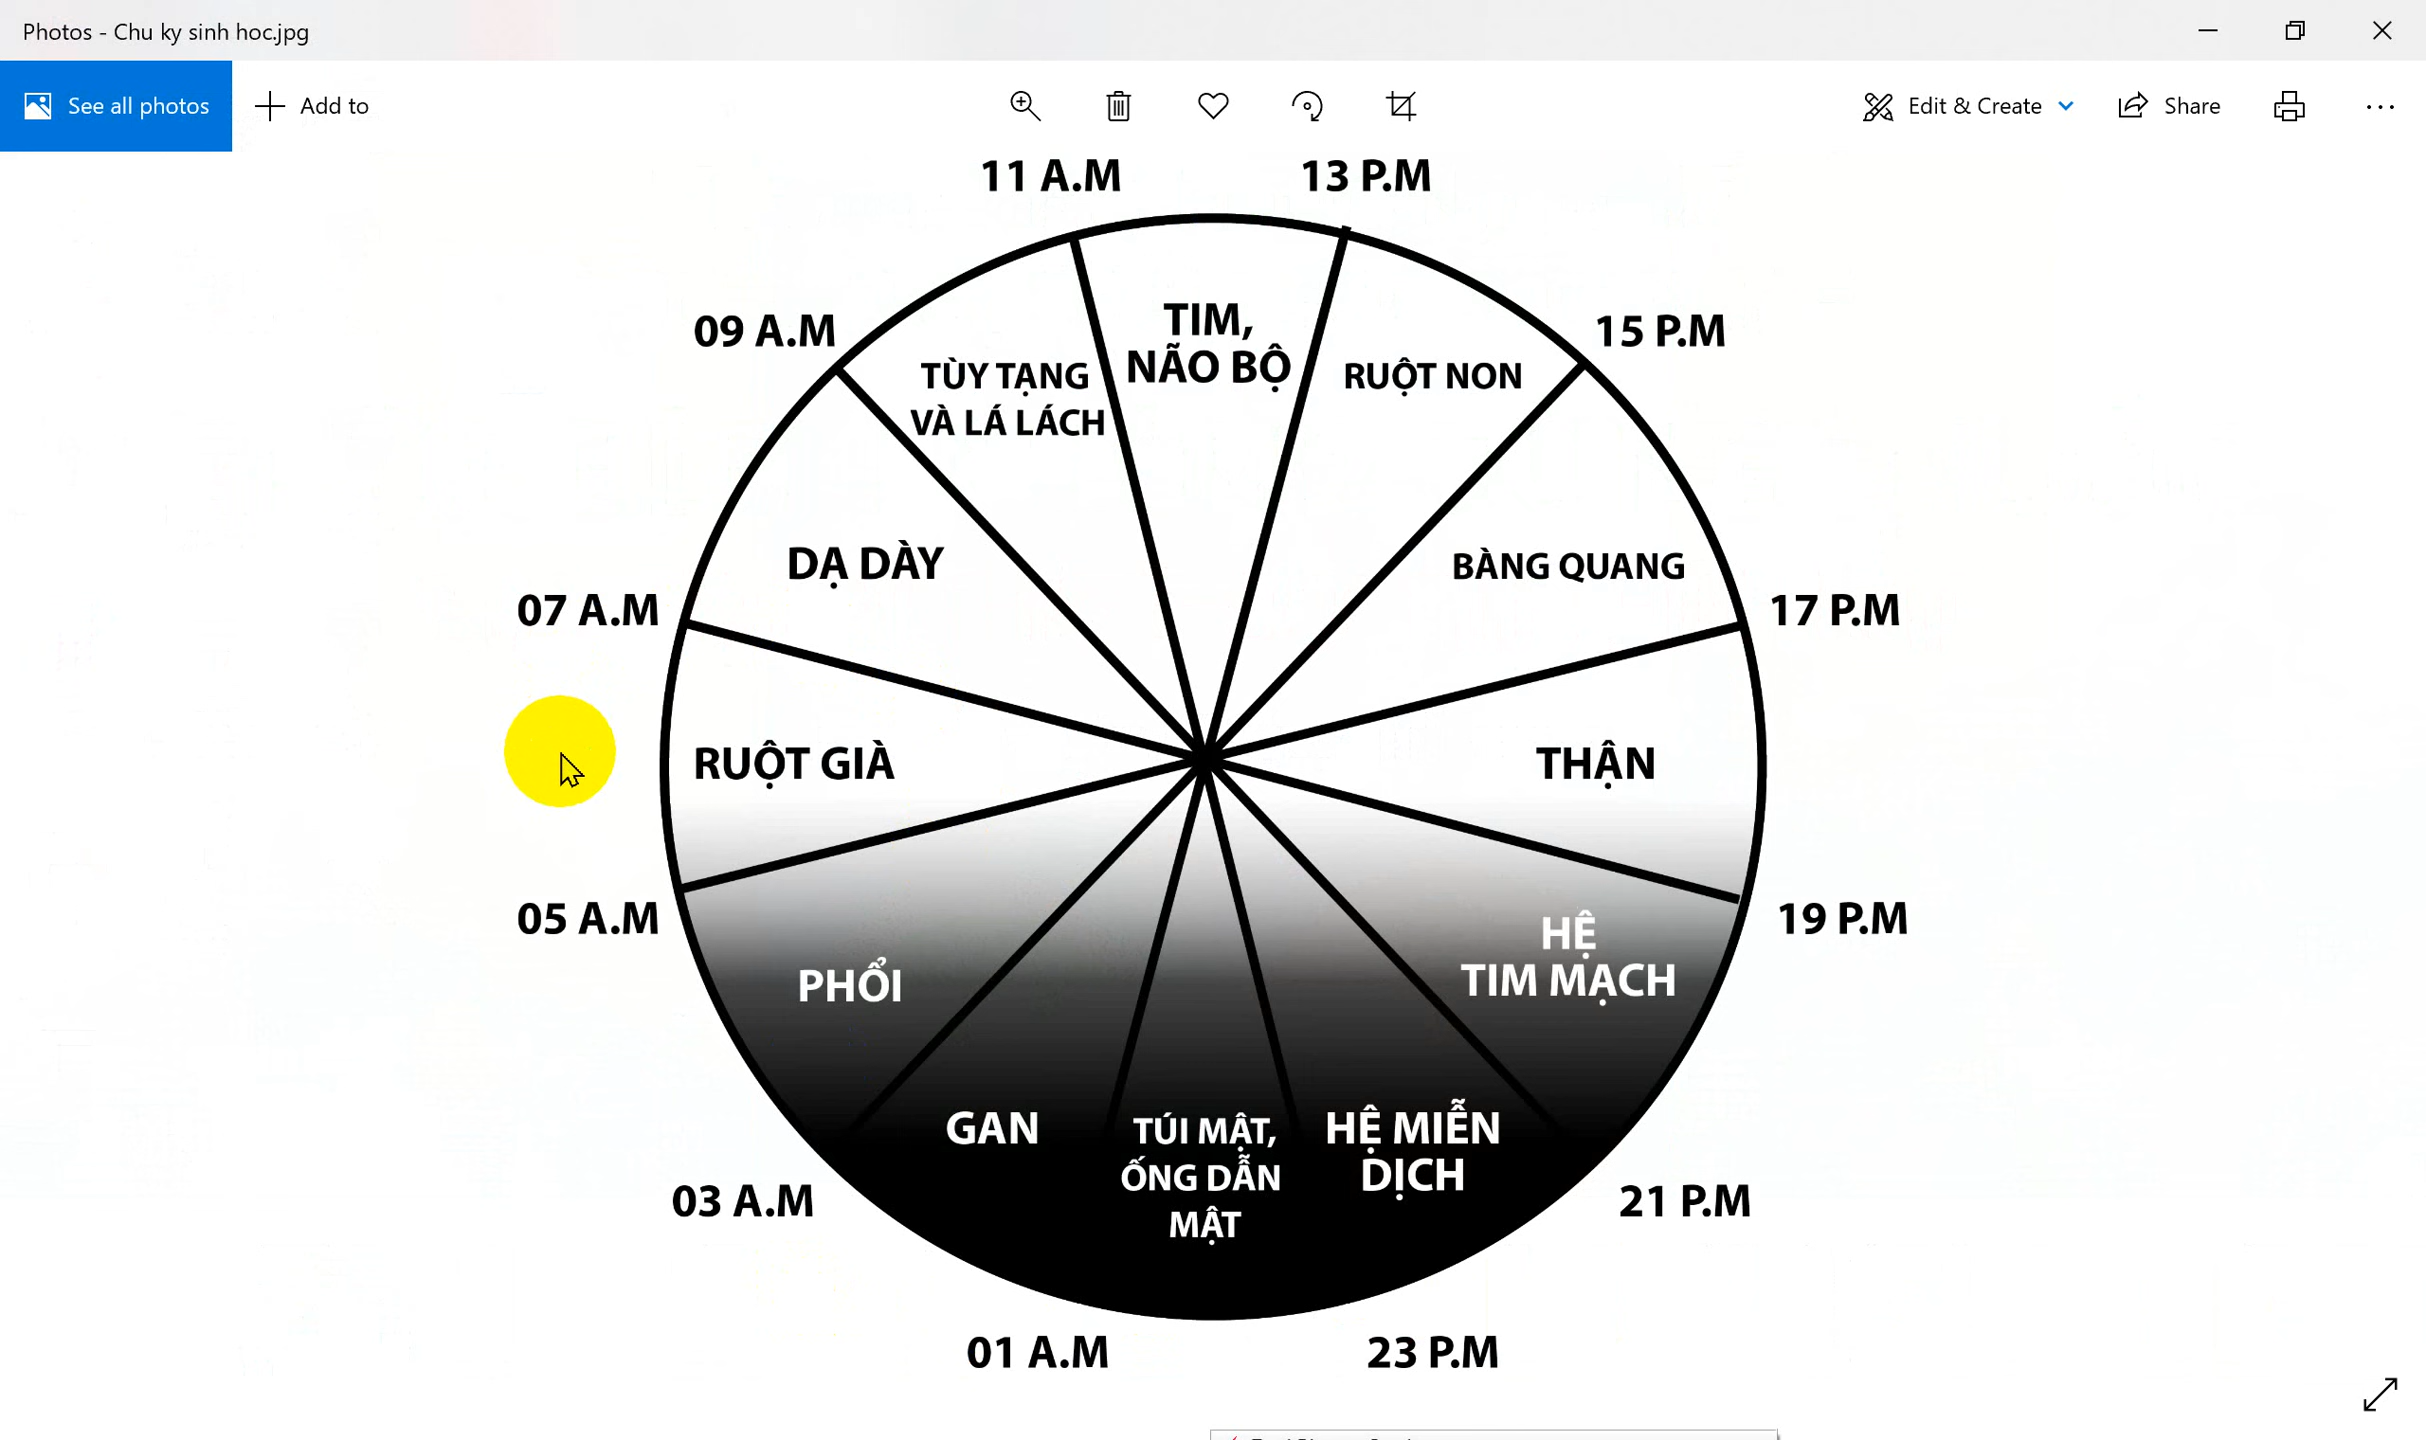 Photos - Chu ky sinh hoc.jpg
See all photos
Add to
Edit & Create
Share
11 A.M
13 P.M
09 A.M
15 P.M
TIM,
NÃO BỘ
TÙY TẠNG
VÀ LÁ LÁCH
RUỘT NON
DẠ DÀY
BÀNG QUANG
07 A.M
17 P.M
RUỘT GIÀ
THẬN
05 A.M
19 P.M
PHỔI
HỆ
TIM MẠCH
GAN
TÚI MẬT,
ỐNG DẪN
MẬT
HỆ MIỄN
DỊCH
03 A.M
21 P.M
01 A.M
23 P.M